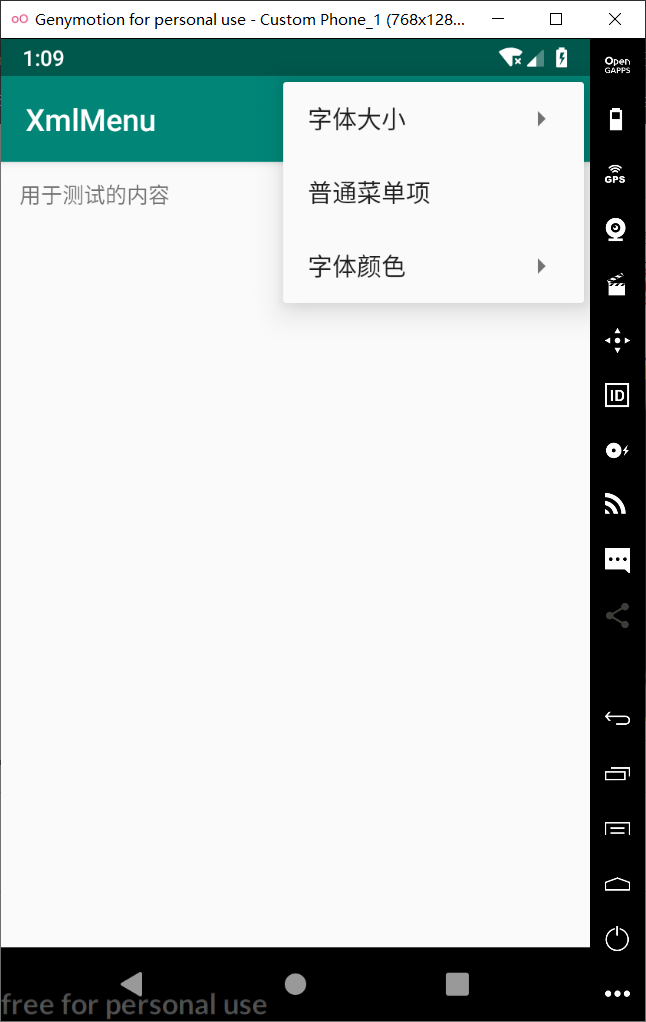 Genymotion for personal use - Custom Phone_1 (768x128...
1:09
XmlMenu
字体大小
普通菜单项
字体颜色
用于测试的内容
Open
GAPPS
GPS
ID
free for personal use